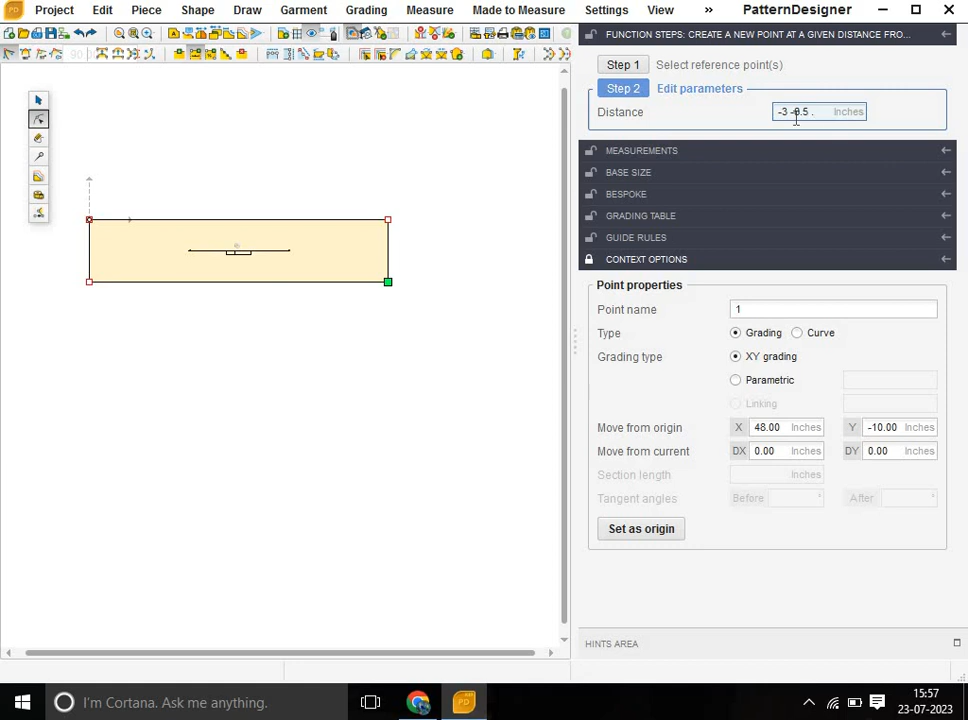 Project Edit Piece Shape Draw Garment Grading Measure Made to Measure Settings View » PatternDesigner
FUNCTION STEPS: CREATE A NEW POINT AT A GIVEN DISTANCE FRO...
Step 1 Select reference point(s)
Step 2 Edit parameters
Distance -3 -0.5 . Inches
MEASUREMENTS
BASE SIZE
BESPOKE
GRADING TABLE
GUIDE RULES
CONTEXT OPTIONS
Point properties
Point name 1
Type Grading Curve
Grading type XY grading
Parametric
Linking
Move from origin X 48.00 Inches Y -10.00 Inches
Move from current DX 0.00 Inches DY 0.00 Inches
Section length Inches
Tangent angles Before ° After °
Set as origin
HINTS AREA
I'm Cortana. Ask me anything.
PD
15:57
23-07-2023